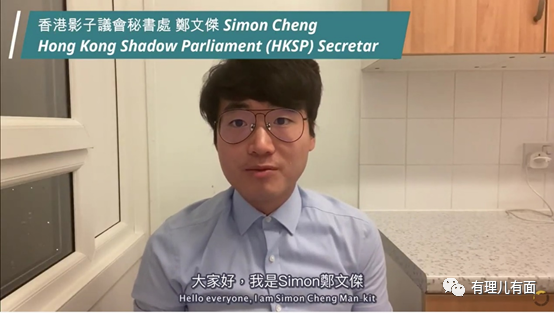 香港影子議會秘書處 鄭文傑 Simon Cheng
Hong Kong Shadow Parliament (HKSP) Secretar
大家好，我是Simon鄭文傑
Hello everyone, I am Simon Cheng Man-kit
有理儿有面